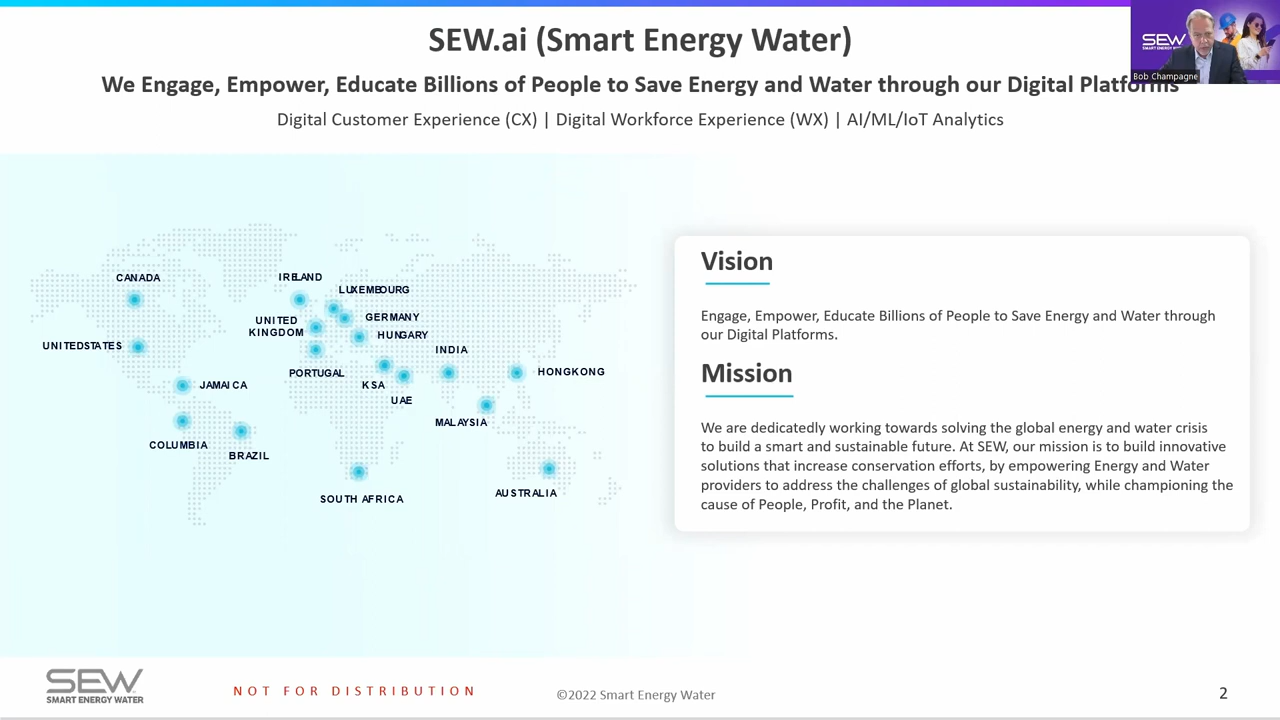 SEW.ai (Smart Energy Water)
We Engage, Empower, Educate Billions of People to Save Energy and Water through our Digital Platforms
Digital Customer Experience (CX) | Digital Workforce Experience (WX) | AI/ML/IoT Analytics
SEW
SMART ENERGY WATER
Bob Champagne
CANADA
IRELAND
LUXEMBOURG
UNITED
KINGDOM
GERMANY
HUNGARY
UNITEDSTATES
INDIA
PORTUGAL
KSA
HONGKONG
JAMAICA
UAE
MALAYSIA
COLUMBIA
BRAZIL
SOUTH AFRICA
AUSTRALIA
Vision
Engage, Empower, Educate Billions of People to Save Energy and Water through
our Digital Platforms.
Mission
We are dedicatedly working towards solving the global energy and water crisis
to build a smart and sustainable future. At SEW, our mission is to build innovative
solutions that increase conservation efforts, by empowering Energy and Water
providers to address the challenges of global sustainability, while championing the
cause of People, Profit, and the Planet.
SEW
SMART ENERGY WATER
NOT FOR DISTRIBUTION
©2022 Smart Energy Water
2